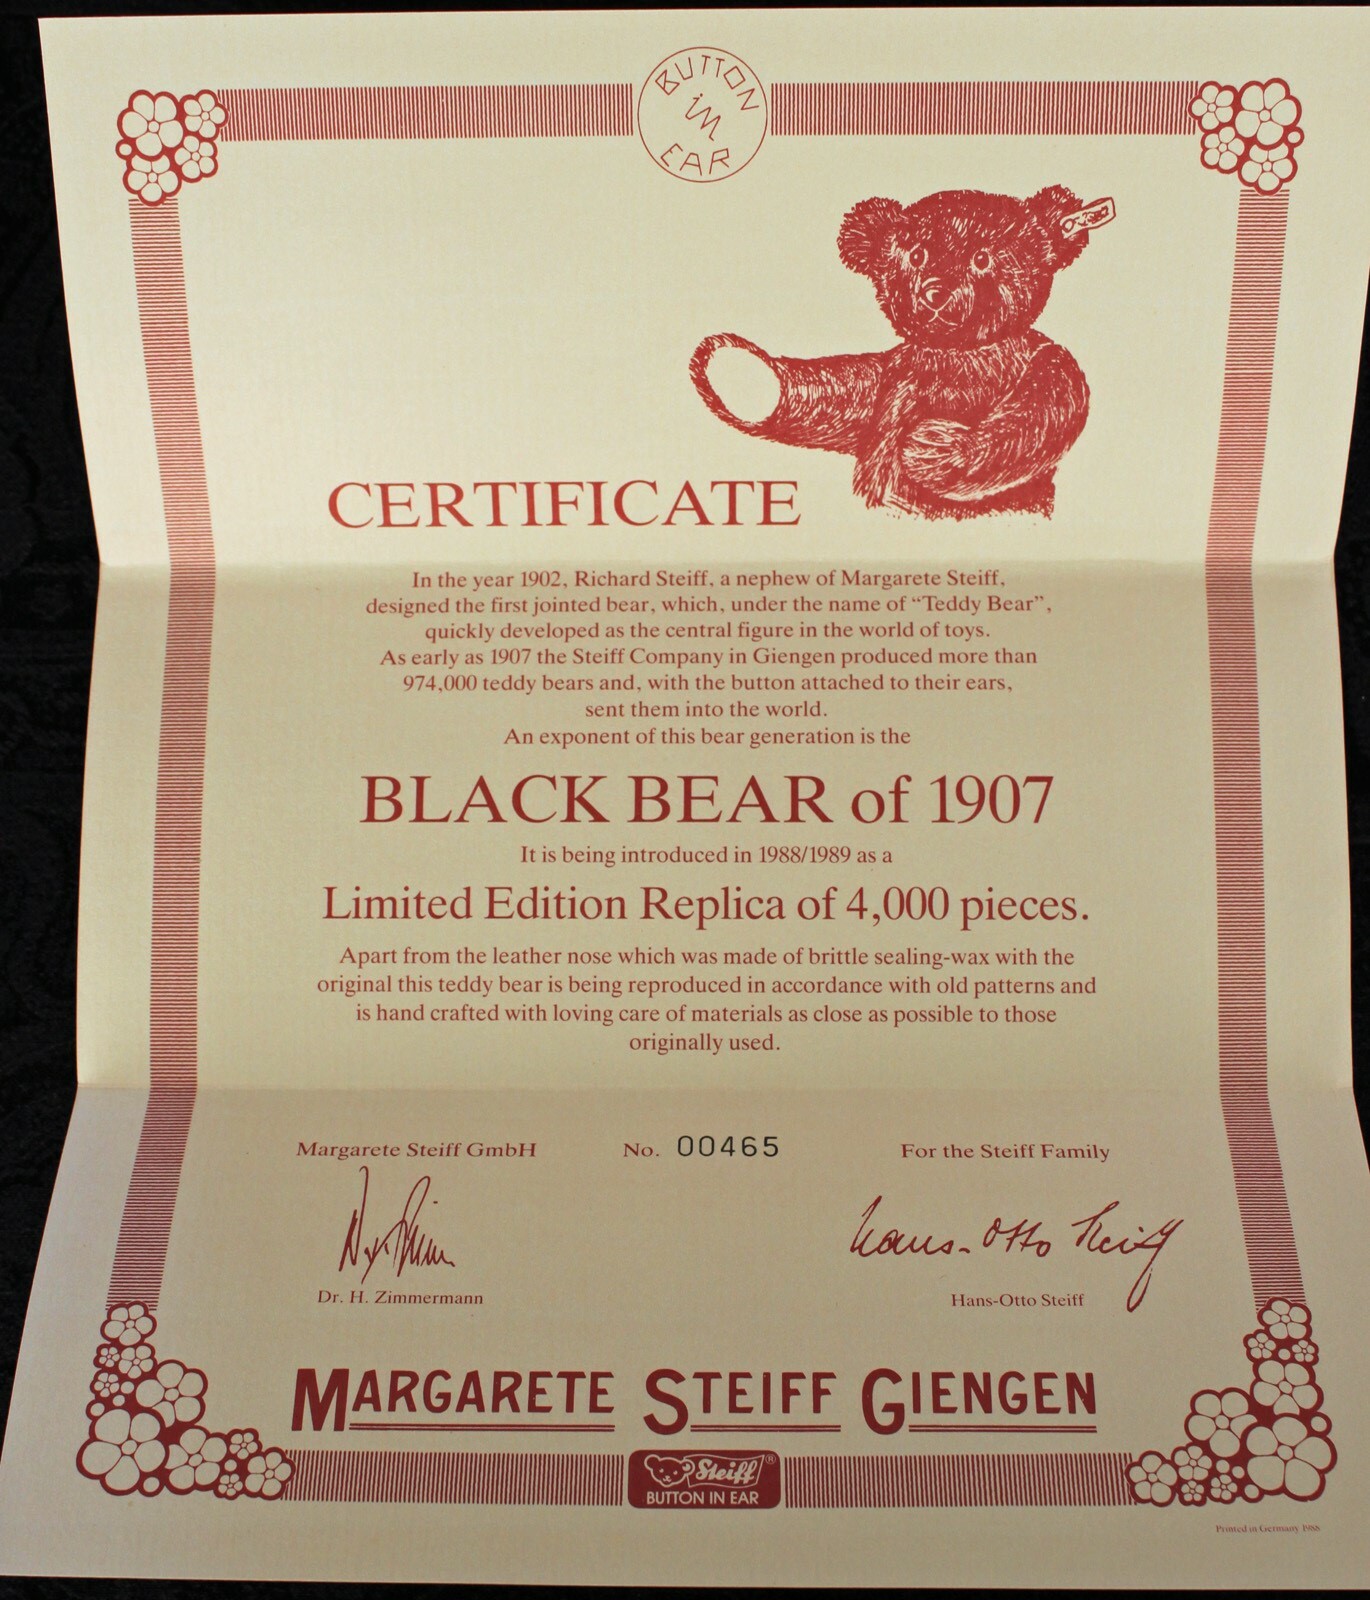 BUTTON
im
EAR
CERTIFICATE
In the year 1902, Richard Steiff, a nephew of Margarete Steiff,
designed the first jointed bear, which, under the name of “Teddy Bear”,
quickly developed as the central figure in the world of toys.
As early as 1907 the Steiff Company in Giengen produced more than
974,000 teddy bears and, with the button attached to their ears,
sent them into the world.
An exponent of this bear generation is the
BLACK BEAR of 1907
It is being introduced in 1988/1989 as a
Limited Edition Replica of 4,000 pieces.
Apart from the leather nose which was made of brittle sealing-wax with the
original this teddy bear is being reproduced in accordance with old patterns and
is hand crafted with loving care of materials as close as possible to those
originally used.
Margarete Steiff GmbH No. 00465 For the Steiff Family
Hans-Otto Steiff
Dr. H. Zimmermann Hans-Otto Steiff
MARGARETE STEIFF GIENGEN
Steiff®
BUTTON IN EAR
Printed in Germany 1988